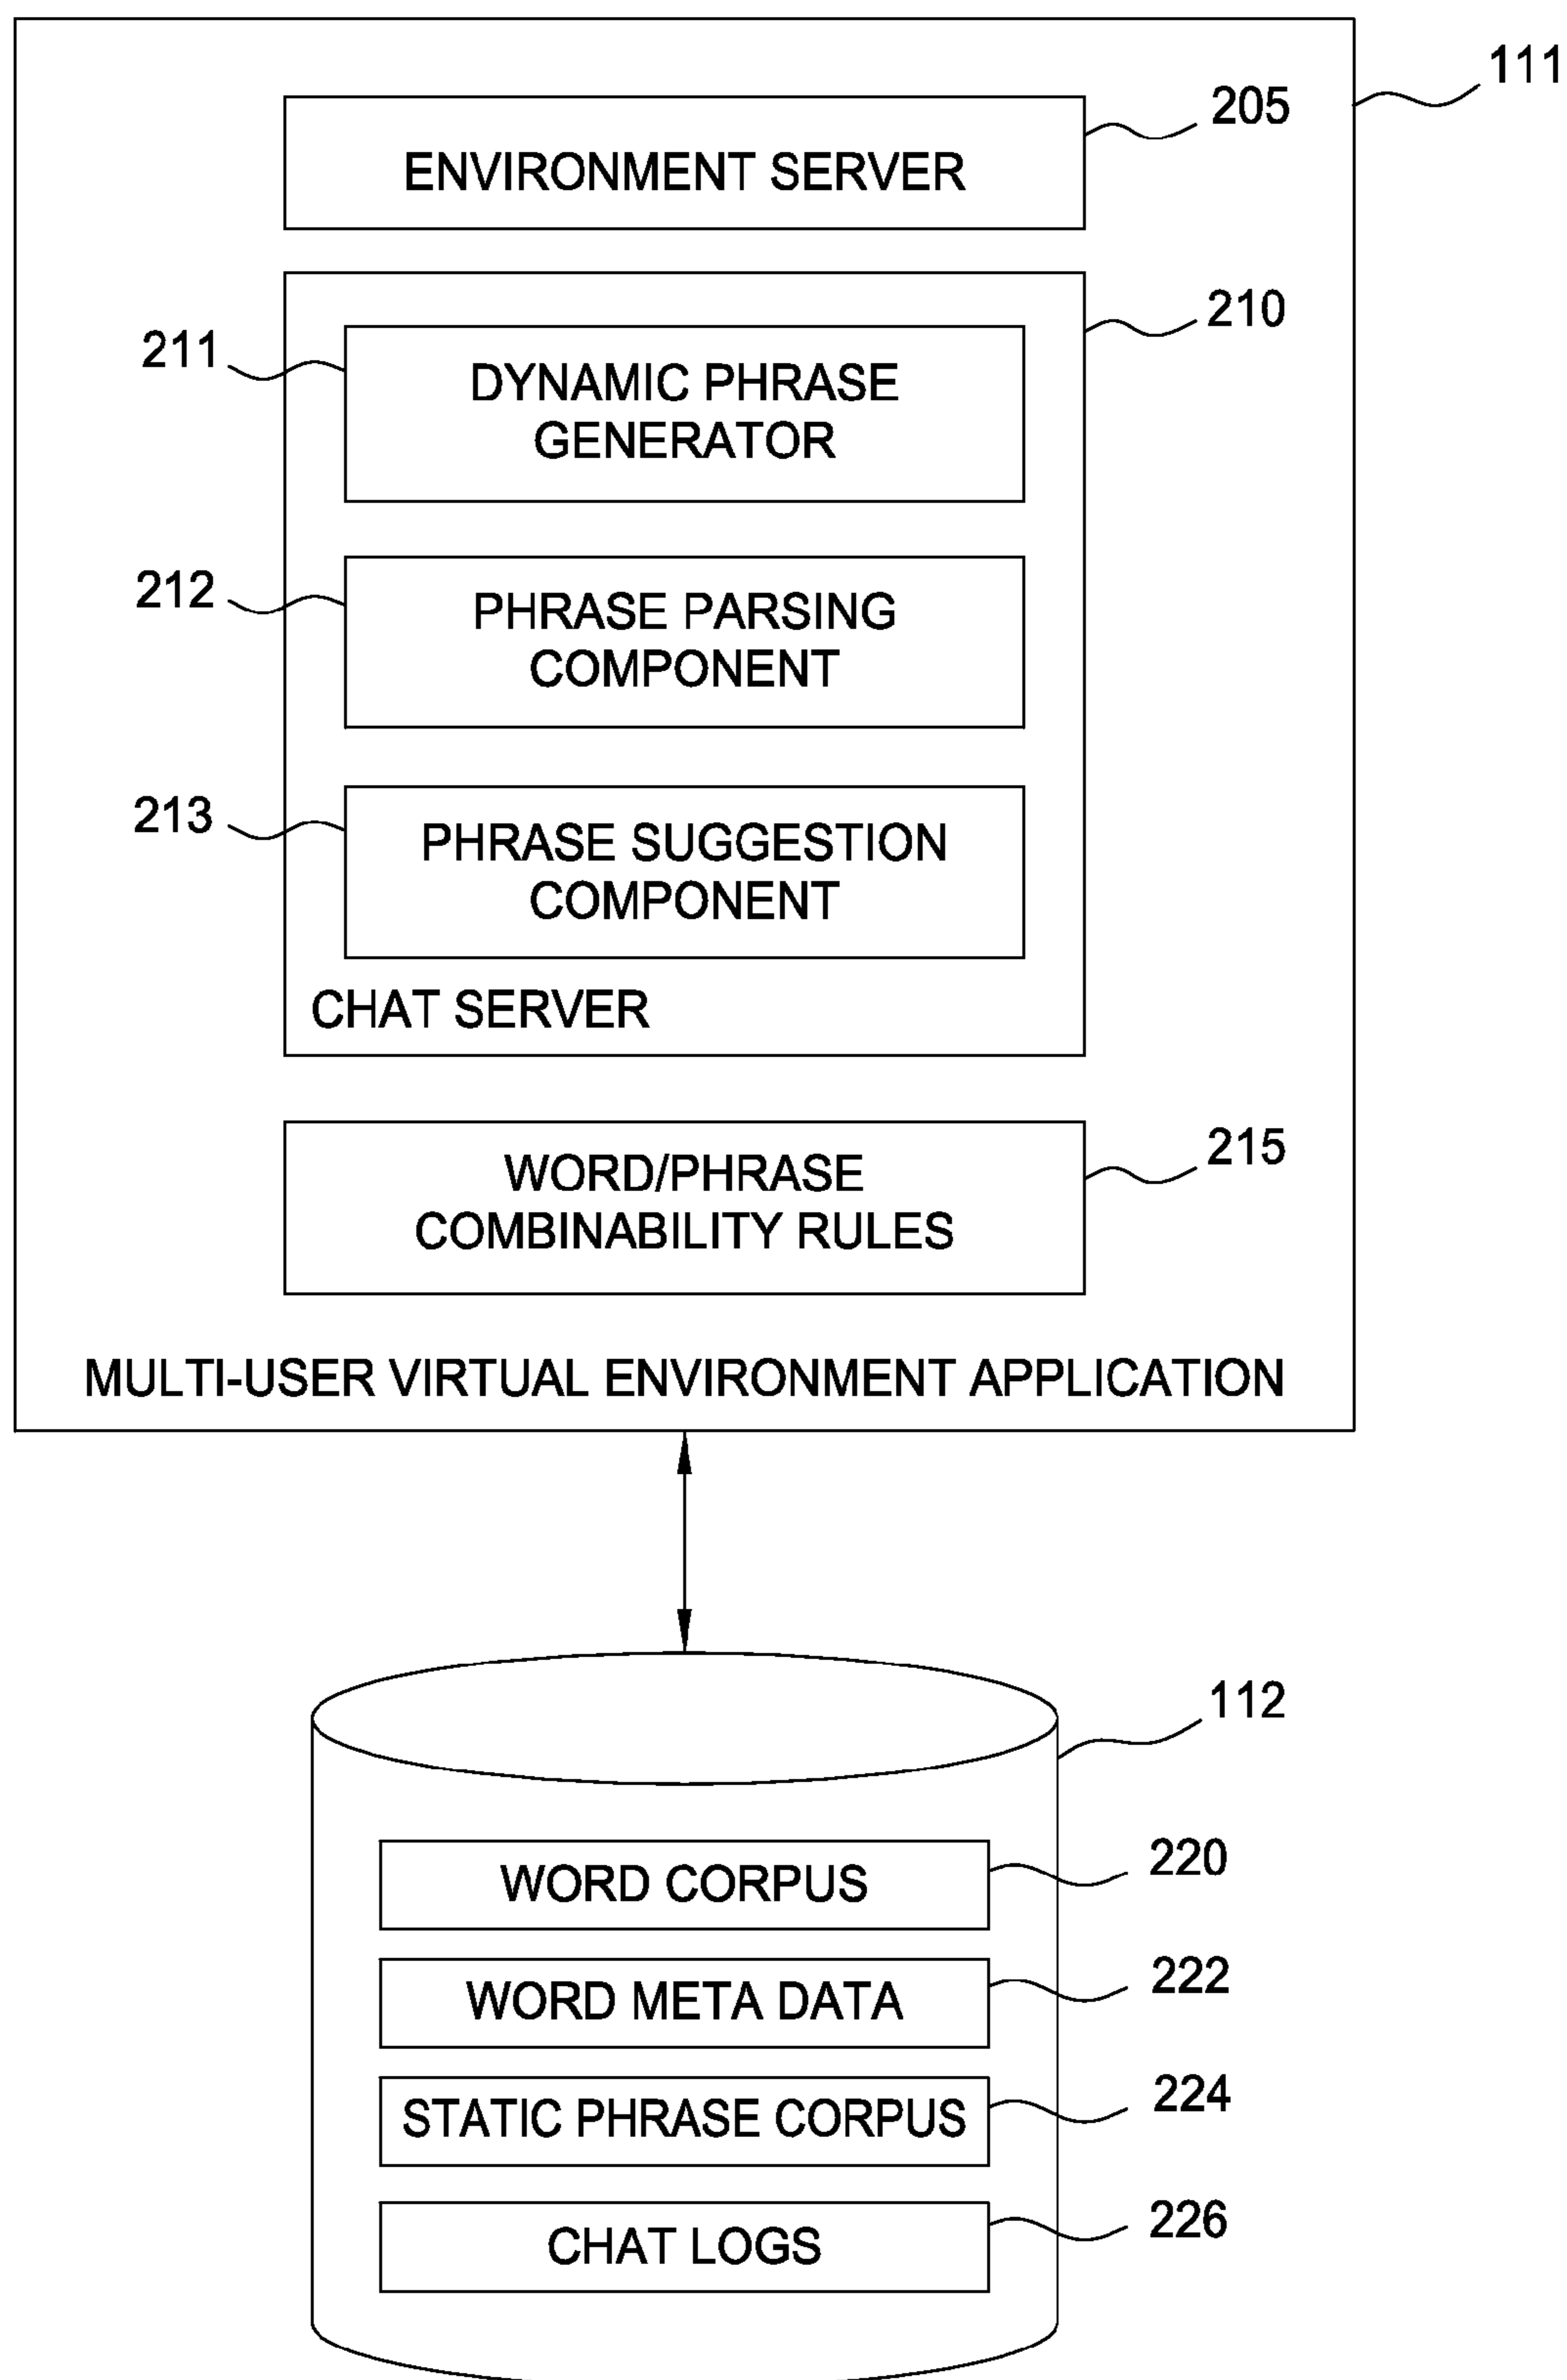 111
205
ENVIRONMENT SERVER
210
211
DYNAMIC PHRASE
GENERATOR
212
PHRASE PARSING
COMPONENT
213
PHRASE SUGGESTION
COMPONENT
CHAT SERVER
215
WORD/PHRASE
COMBINABILITY RULES
MULTI-USER VIRTUAL ENVIRONMENT APPLICATION
112
220
WORD CORPUS
222
WORD META DATA
224
STATIC PHRASE CORPUS
226
CHAT LOGS